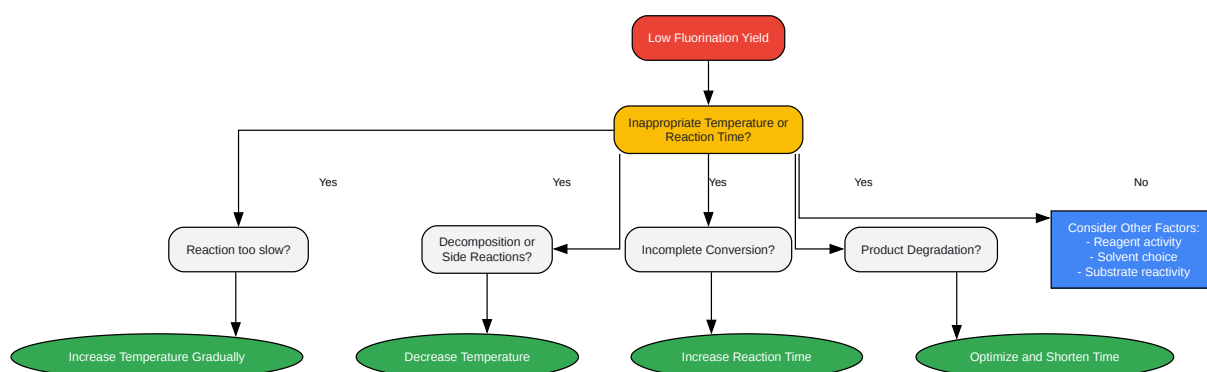 Low Fluorination Yield
Inappropriate Temperature or
Reaction Time?
Yes
Yes
Yes
Yes
No
Reaction too slow?
Decomposition or
Side Reactions?
Incomplete Conversion?
Product Degradation?
Consider Other Factors:
- Reagent activity
- Solvent choice
- Substrate reactivity
Increase Temperature Gradually
Decrease Temperature
Increase Reaction Time
Optimize and Shorten Time